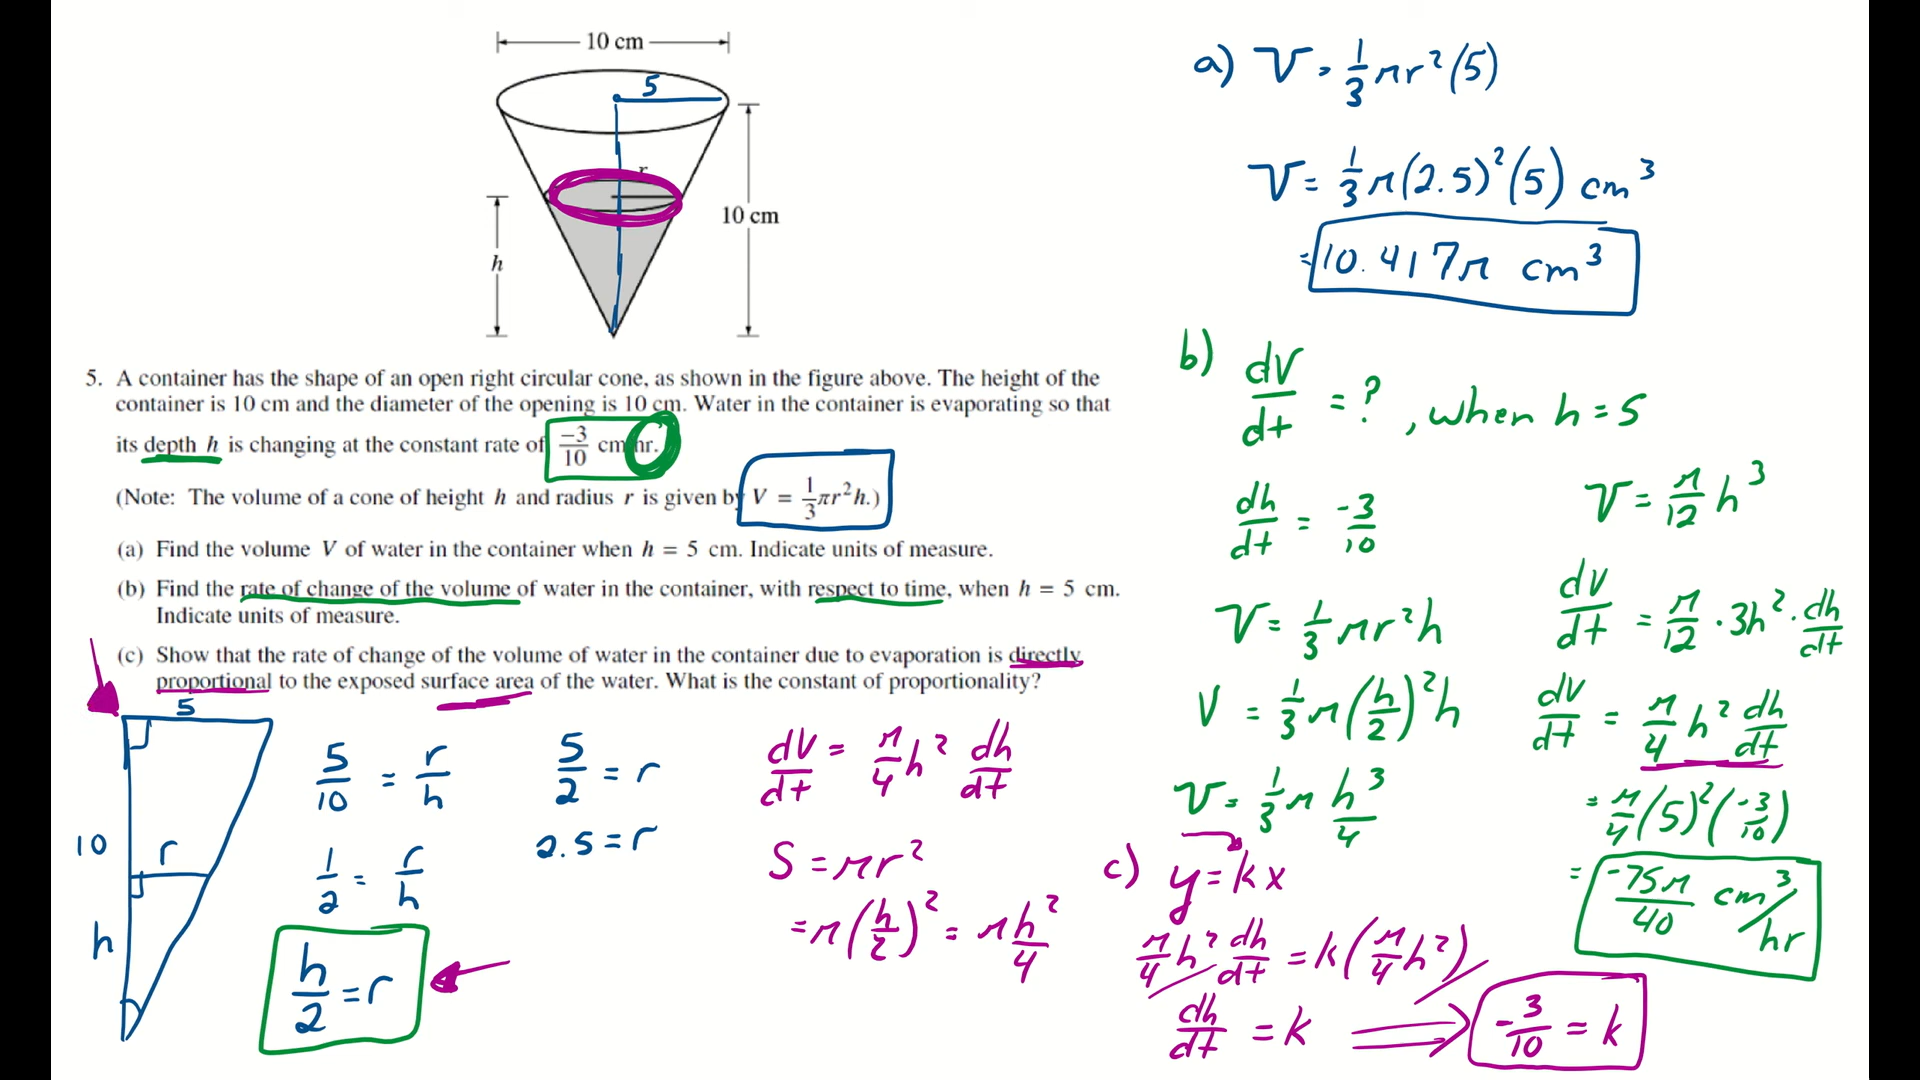 10 cm
5
r
10 cm
h
5. A container has the shape of an open right circular cone, as shown in the figure above. The height of the
container is 10 cm and the diameter of the opening is 10 cm. Water in the container is evaporating so that
its depth h is changing at the constant rate of -3/10 cm/hr.
(Note: The volume of a cone of height h and radius r is given by V = 1/3 πr²h.)
(a) Find the volume V of water in the container when h = 5 cm. Indicate units of measure.
(b) Find the rate of change of the volume of water in the container, with respect to time, when h = 5 cm.
Indicate units of measure.
(c) Show that the rate of change of the volume of water in the container due to evaporation is directly
proportional to the exposed surface area of the water. What is the constant of proportionality?
5
10
r
h
5/10 = r/h
1/2 = r/h
h/2 = r
5/2 = r
2.5 = r
dV/dt = π/4 h² dh/dt
S = πr²
= π(h/2)² = πh²/4
a) V = 1/3 πr²(5)
V = 1/3 π(2.5)²(5) cm³
= 10.417π cm³
b) dV/dt = ? , when h = 5
dh/dt = -3/10
V = 1/3 πr²h
V = 1/3 π(h/2)²h
V = 1/3 π h³/4
V = π/12 h³
dV/dt = π/12 · 3h² · dh/dt
dV/dt = π/4 h² dh/dt
= π/4 (5)² (-3/10)
= -75π/40 cm³/hr
c) y = kx
π/4 h² dh/dt = k(π/4 h²)
dh/dt = k
-3/10 = k